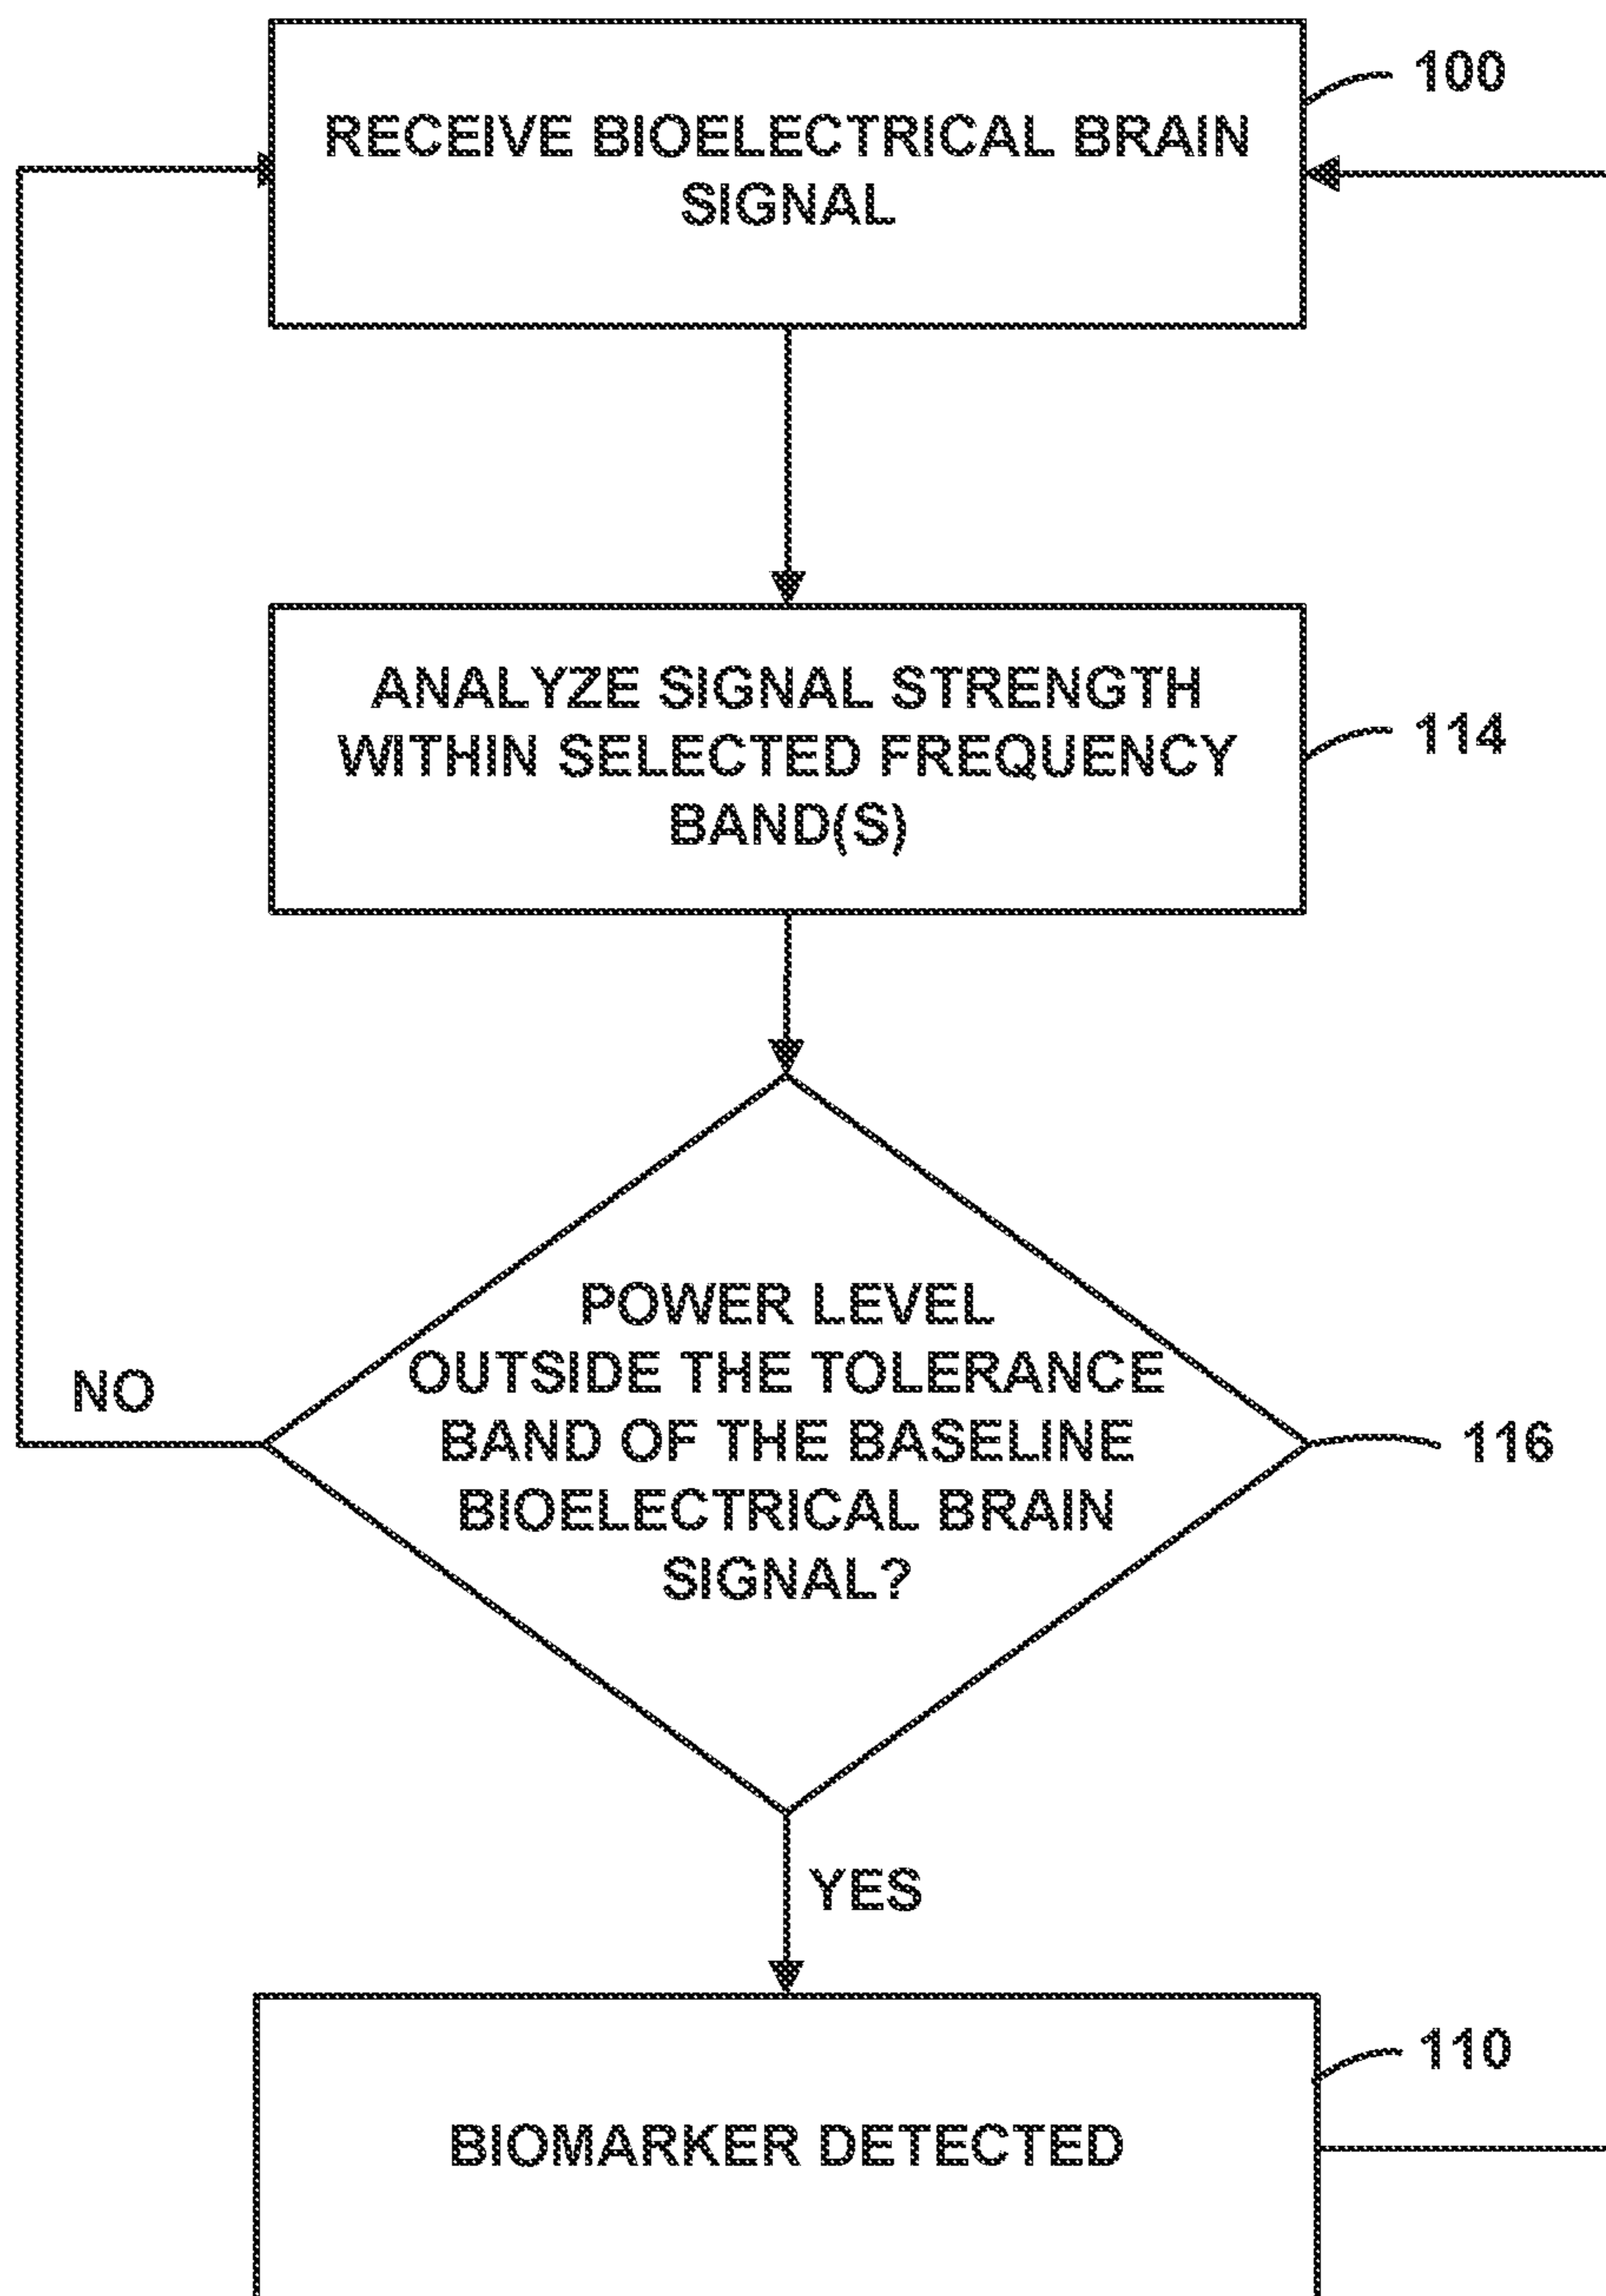 100
RECEIVE BIOELECTRICAL BRAIN
SIGNAL
ANALYZE SIGNAL STRENGTH
WITHIN SELECTED FREQUENCY
BAND(S)
114
POWER LEVEL
OUTSIDE THE TOLERANCE
BAND OF THE BASELINE
BIOELECTRICAL BRAIN
SIGNAL?
NO
116
YES
110
BIOMARKER DETECTED